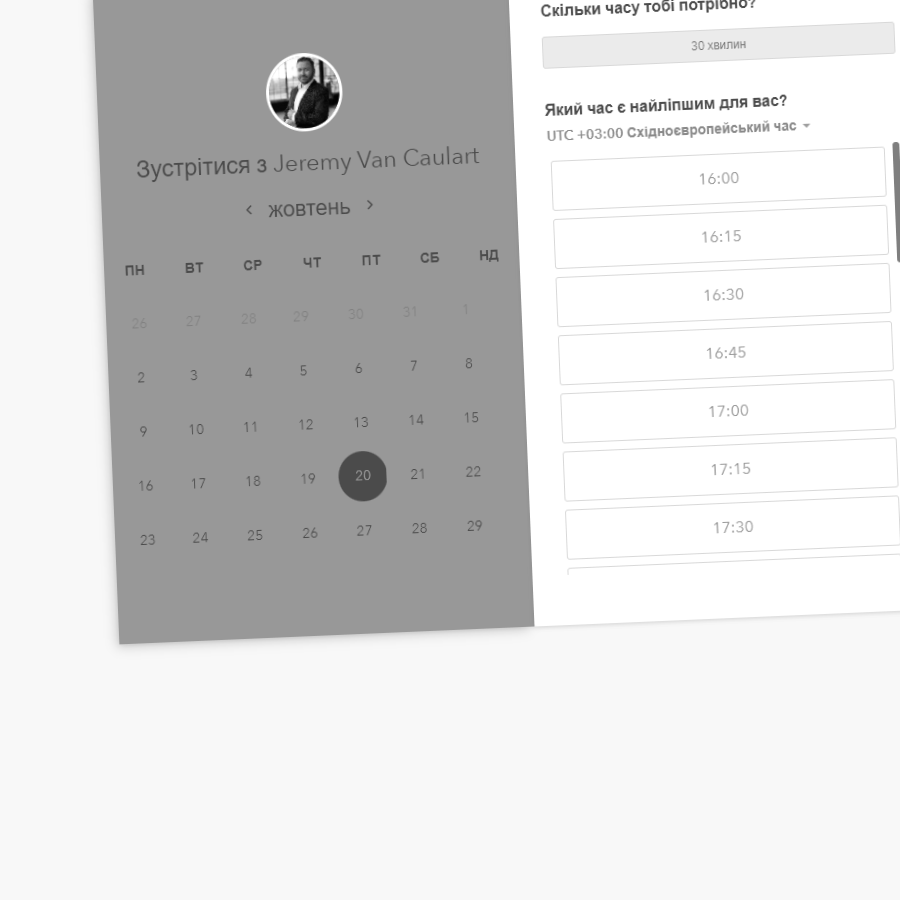 Зустрітися з Jeremy Van Caulart
‹ жовтень ›
ПН ВТ СР ЧТ ПТ СБ НД
26 27 28 29 30 31 1
2 3 4 5 6 7 8
9 10 11 12 13 14 15
16 17 18 19 20 21 22
23 24 25 26 27 28 29
Скільки часу тобі потрібно?
30 хвилин
Який час є найліпшим для вас?
UTC +03:00 Східноєвропейський час
16:00
16:15
16:30
16:45
17:00
17:15
17:30